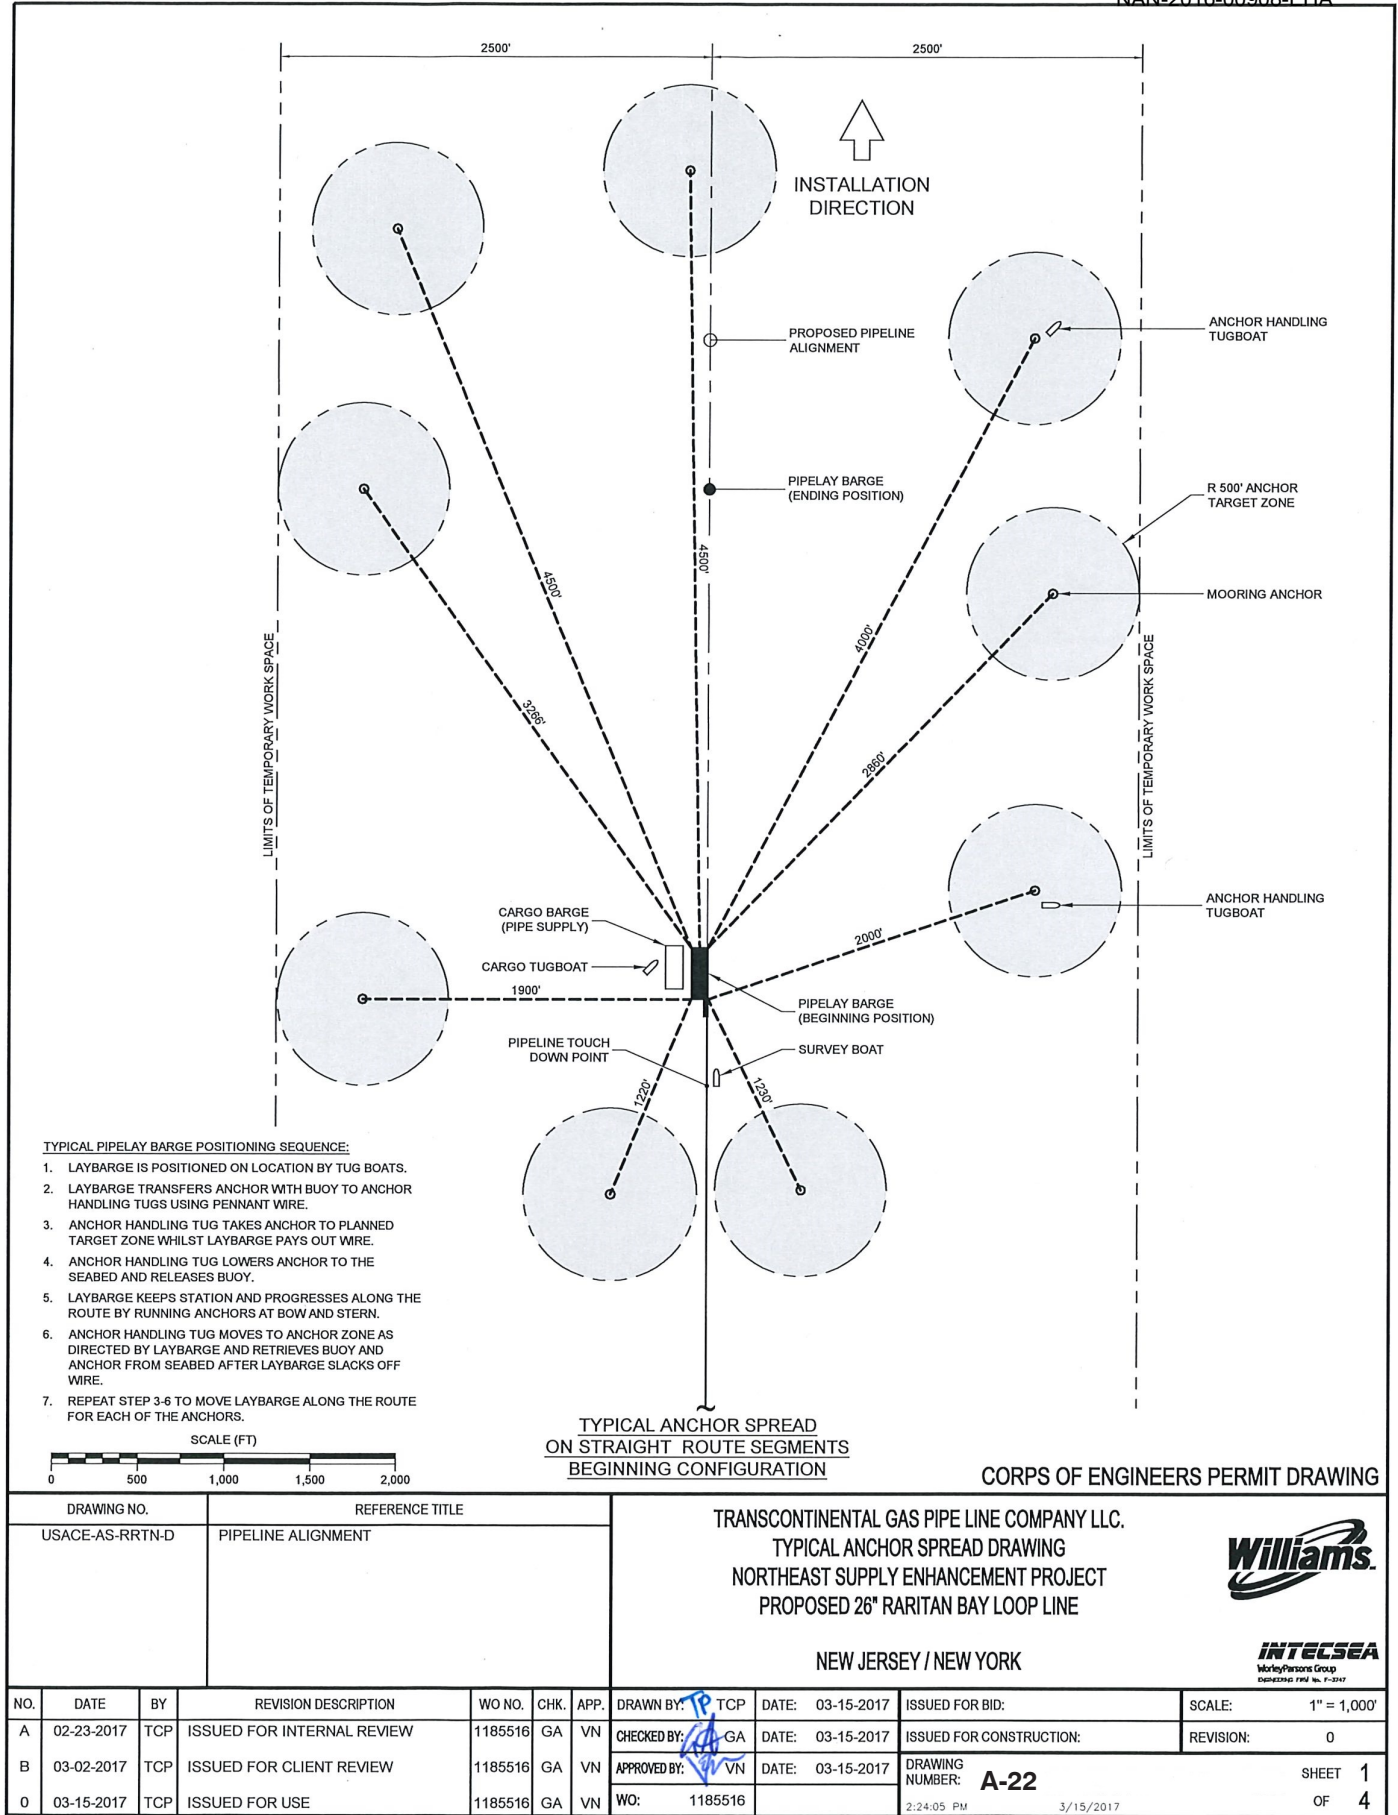 2500'
2500'
INSTALLATION
DIRECTION
PROPOSED PIPELINE
ALIGNMENT
ANCHOR HANDLING
TUGBOAT
PIPELAY BARGE
(ENDING POSITION)
R 500' ANCHOR
TARGET ZONE
MOORING ANCHOR
4500'
4500'
4000'
3266'
2860'
LIMITS OF TEMPORARY WORK SPACE
LIMITS OF TEMPORARY WORK SPACE
CARGO BARGE
(PIPE SUPPLY)
CARGO TUGBOAT
1900'
2000'
ANCHOR HANDLING
TUGBOAT
PIPELAY BARGE
(BEGINNING POSITION)
PIPELINE TOUCH
DOWN POINT
SURVEY BOAT
1220'
1230'
TYPICAL PIPELAY BARGE POSITIONING SEQUENCE:
1. LAYBARGE IS POSITIONED ON LOCATION BY TUG BOATS.
2. LAYBARGE TRANSFERS ANCHOR WITH BUOY TO ANCHOR
HANDLING TUGS USING PENNANT WIRE.
3. ANCHOR HANDLING TUG TAKES ANCHOR TO PLANNED
TARGET ZONE WHILST LAYBARGE PAYS OUT WIRE.
4. ANCHOR HANDLING TUG LOWERS ANCHOR TO THE
SEABED AND RELEASES BUOY.
5. LAYBARGE KEEPS STATION AND PROGRESSES ALONG THE
ROUTE BY RUNNING ANCHORS AT BOW AND STERN.
6. ANCHOR HANDLING TUG MOVES TO ANCHOR ZONE AS
DIRECTED BY LAYBARGE AND RETRIEVES BUOY AND
ANCHOR FROM SEABED AFTER LAYBARGE SLACKS OFF
WIRE.
7. REPEAT STEP 3-6 TO MOVE LAYBARGE ALONG THE ROUTE
FOR EACH OF THE ANCHORS.
SCALE (FT)
0 500 1,000 1,500 2,000
TYPICAL ANCHOR SPREAD
ON STRAIGHT ROUTE SEGMENTS
BEGINNING CONFIGURATION
CORPS OF ENGINEERS PERMIT DRAWING
DRAWING NO. REFERENCE TITLE
USACE-AS-RRTN-D PIPELINE ALIGNMENT
TRANSCONTINENTAL GAS PIPE LINE COMPANY LLC.
TYPICAL ANCHOR SPREAD DRAWING
NORTHEAST SUPPLY ENHANCEMENT PROJECT
PROPOSED 26" RARITAN BAY LOOP LINE
NEW JERSEY / NEW YORK
Williams.
INTECSEA
WorleyParsons Group
NO. DATE BY REVISION DESCRIPTION WO NO. CHK. APP.
A 02-23-2017 TCP ISSUED FOR INTERNAL REVIEW 1185516 GA VN
B 03-02-2017 TCP ISSUED FOR CLIENT REVIEW 1185516 GA VN
0 03-15-2017 TCP ISSUED FOR USE 1185516 GA VN
DRAWN BY: TP TCP DATE: 03-15-2017 ISSUED FOR BID: SCALE: 1" = 1,000'
CHECKED BY: GA DATE: 03-15-2017 ISSUED FOR CONSTRUCTION: REVISION: 0
APPROVED BY: VN DATE: 03-15-2017 DRAWING
NUMBER: A-22 SHEET 1
OF 4
WO: 1185516
2:24:05 PM 3/15/2017